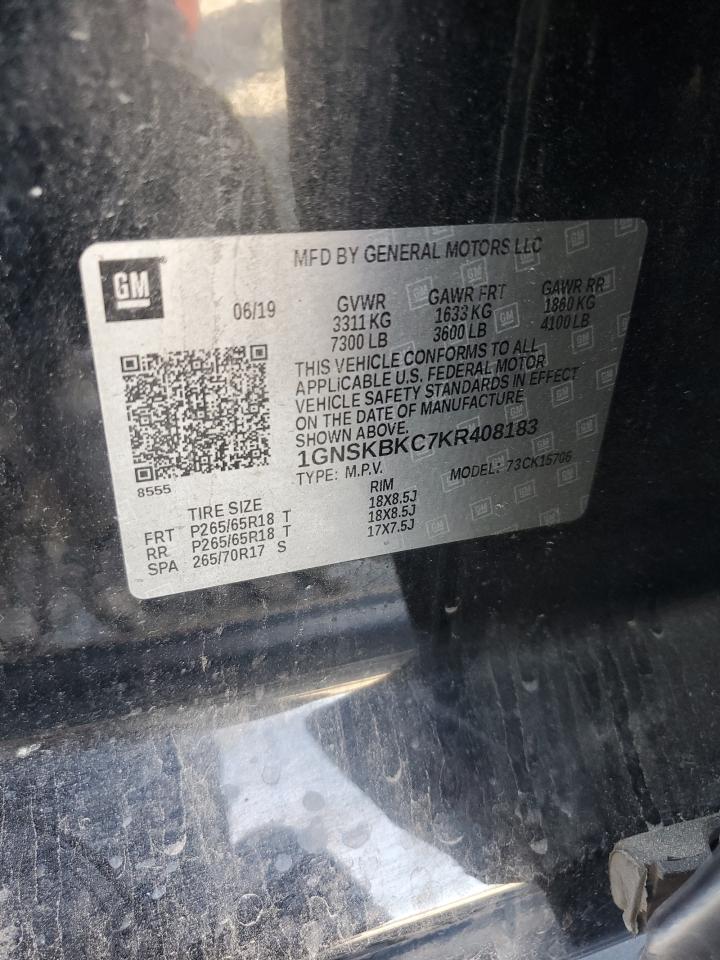 GM
MFD BY GENERAL MOTORS LLC
06/19
GVWR GAWR FRT GAWR RR
3311 KG 1633 KG 1860 KG
7300 LB 3600 LB 4100 LB
THIS VEHICLE CONFORMS TO ALL
APPLICABLE U.S. FEDERAL MOTOR
VEHICLE SAFETY STANDARDS IN EFFECT
ON THE DATE OF MANUFACTURE
SHOWN ABOVE.
1GNSKBKC7KR408183
8555
TYPE: M.P.V. MODEL: 73CK15706
TIRE SIZE RIM
FRT P265/65R18 T 18X8.5J
RR P265/65R18 T 18X8.5J
SPA 265/70R17 S 17X7.5J